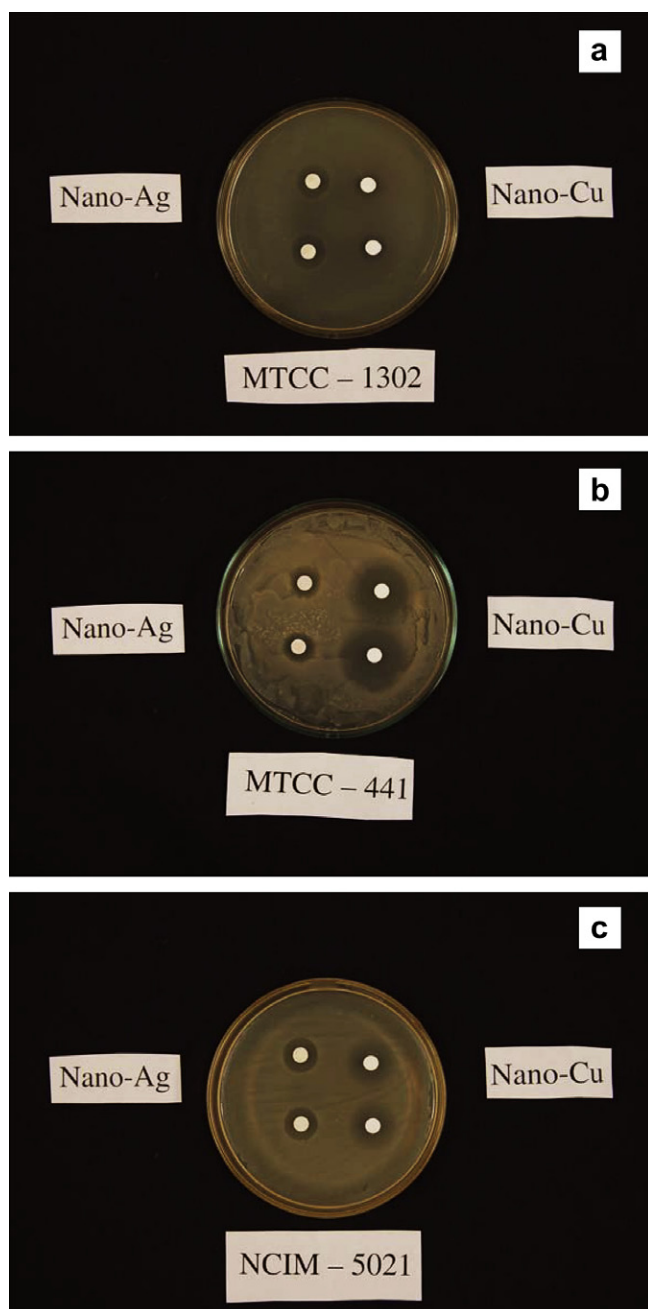 a
Nano-Ag
Nano-Cu
MTCC – 1302
b
Nano-Ag
Nano-Cu
MTCC – 441
c
Nano-Ag
Nano-Cu
NCIM – 5021